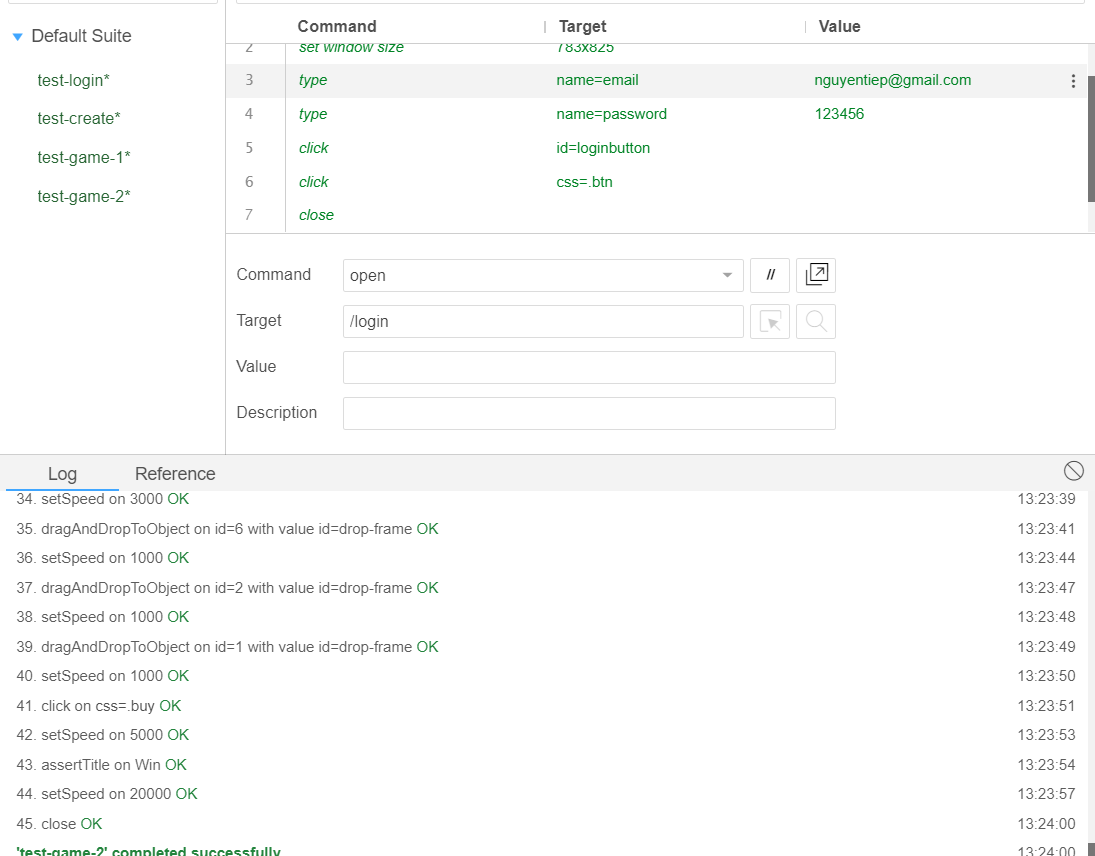 Command Target Value
Default Suite
test-login*
test-create*
test-game-1*
test-game-2*
2 set window size 783x825
3 type name=email nguyentiep@gmail.com
4 type name=password 123456
5 click id=loginbutton
6 click css=.btn
7 close
Command open //
Target /login
Value
Description
Log Reference
34. setSpeed on 3000 OK 13:23:39
35. dragAndDropToObject on id=6 with value id=drop-frame OK 13:23:41
36. setSpeed on 1000 OK 13:23:44
37. dragAndDropToObject on id=2 with value id=drop-frame OK 13:23:47
38. setSpeed on 1000 OK 13:23:48
39. dragAndDropToObject on id=1 with value id=drop-frame OK 13:23:49
40. setSpeed on 1000 OK 13:23:50
41. click on css=.buy OK 13:23:51
42. setSpeed on 5000 OK 13:23:53
43. assertTitle on Win OK 13:23:54
44. setSpeed on 20000 OK 13:23:57
45. close OK 13:24:00
'test-game-2' completed successfully 13:24:00